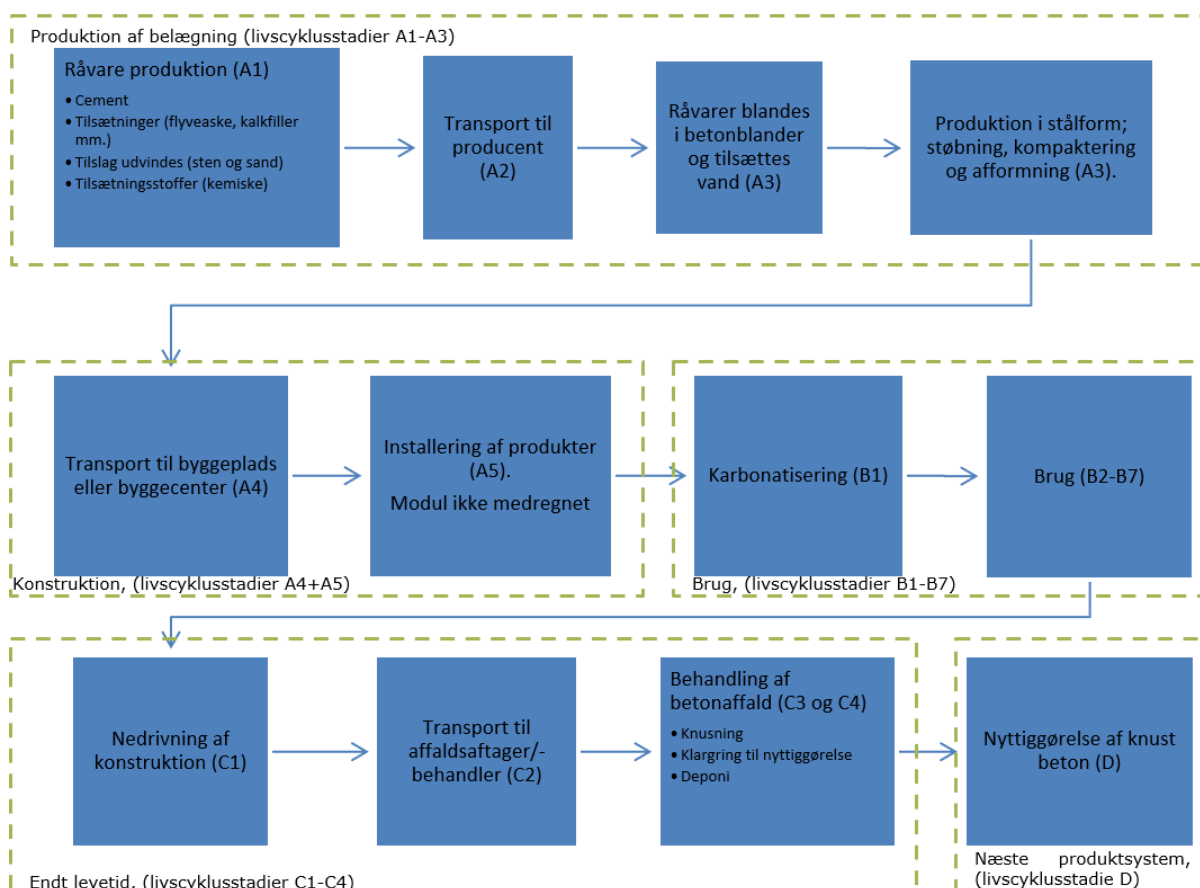 Produktion af belægning (livscyklusstadier A1-A3)
Råvare produktion (A1)
• Cement
• Tilsætninger (flyveaske, kalkfiller
mm.)
• Tilslag udvindes (sten og sand)
• Tilsætningsstoffer (kemiske)
Transport til
producent
(A2)
Råvarer blandes
i betonblander
og tilsættes
vand (A3)
Produktion i stålform;
støbning, kompaktering
og afformning (A3).
Transport til byggeplads
eller byggecenter (A4)
Installering af produkter
(A5).
Modul ikke medregnet
Konstruktion, (livscyklusstadier A4+A5)
Karbonatisering (B1)
Brug (B2-B7)
Brug, (livscyklusstadier B1-B7)
Nedrivning af
konstruktion (C1)
Transport til
affaldsaftager/-
behandler (C2)
Behandling af
betonaffald (C3 og C4)
• Knusning
• Klargring til nyttiggørelse
• Deponi
Endt levetid, (livscyklusstadier C1-C4)
Nyttiggørelse af knust
beton (D)
Næste produktsystem,
(livscyklusstadie D)